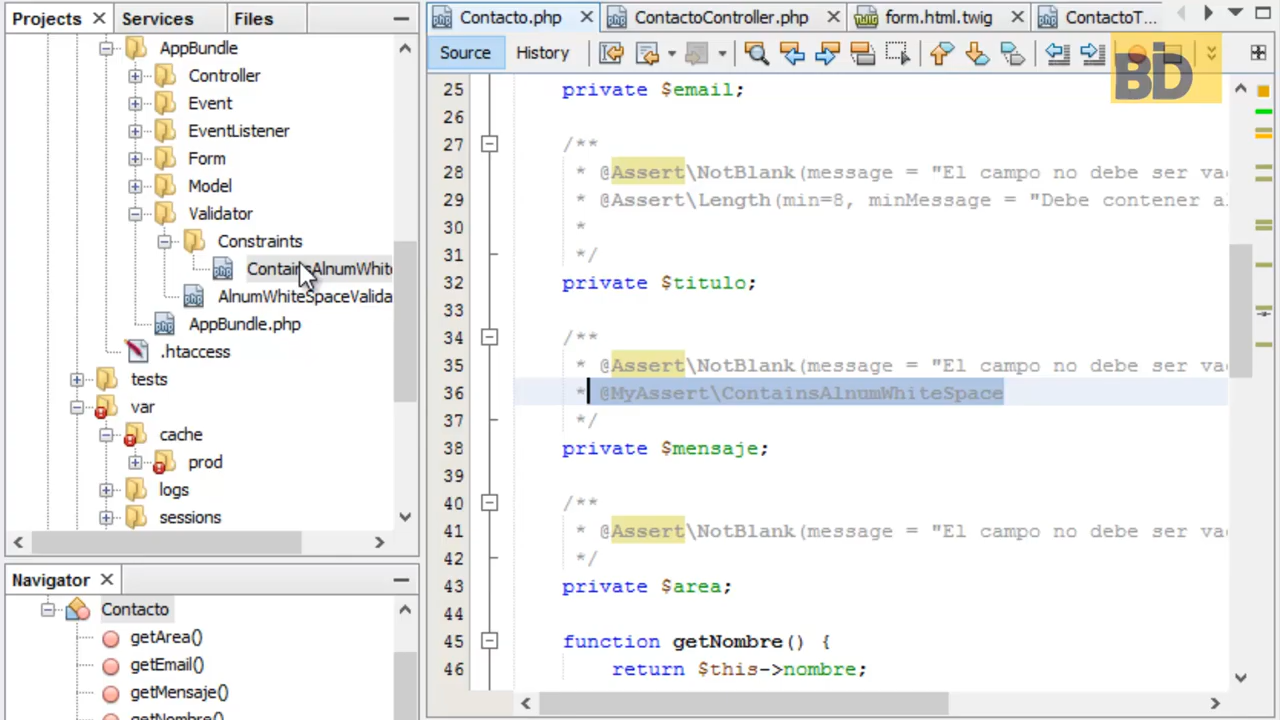 Projects
Services
Files
AppBundle
Controller
Event
EventListener
Form
Model
Validator
Constraints
ContainsAlnumWhite
AlnumWhiteSpaceValida
AppBundle.php
.htaccess
tests
var
cache
prod
logs
sessions
Navigator
Contacto
getArea()
getEmail()
getMensaje()
getNombre()
Contacto.php
ContactoController.php
form.html.twig
ContactoT...
Source
History
BD
25 private $email;
26
27 /**
28 * @Assert\NotBlank(message = "El campo no debe ser va
29 * @Assert\Length(min=8, minMessage = "Debe contener a
30 *
31 */
32 private $titulo;
33
34 /**
35 * @Assert\NotBlank(message = "El campo no debe ser va
36 * @MyAssert\ContainsAlnumWhiteSpace
37 */
38 private $mensaje;
39
40 /**
41 * @Assert\NotBlank(message = "El campo no debe ser va
42 */
43 private $area;
44
45 function getNombre() {
46 return $this->nombre;